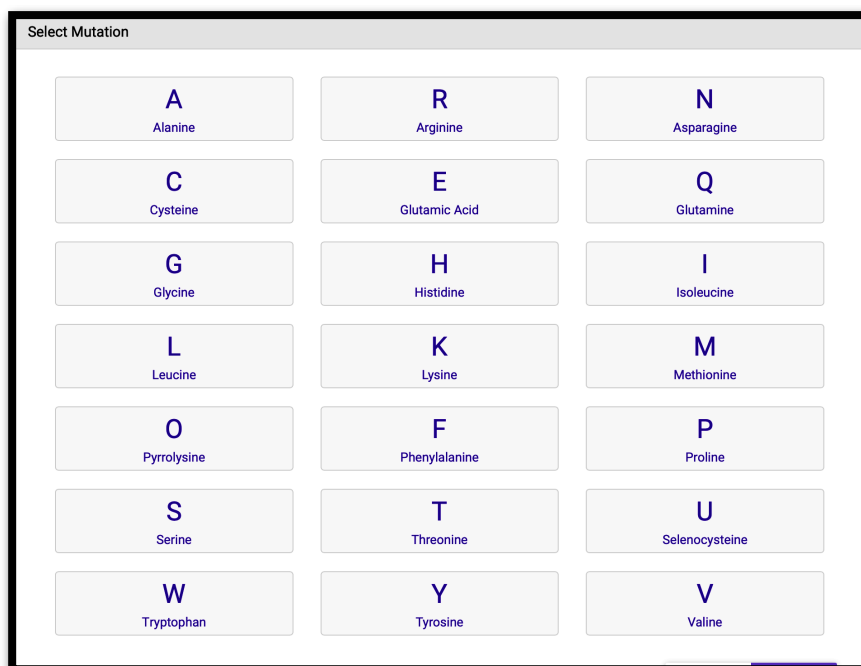 Select Mutation
A
Alanine
R
Arginine
N
Asparagine
C
Cysteine
E
Glutamic Acid
Q
Glutamine
G
Glycine
H
Histidine
I
Isoleucine
L
Leucine
K
Lysine
M
Methionine
O
Pyrrolysine
F
Phenylalanine
P
Proline
S
Serine
T
Threonine
U
Selenocysteine
W
Tryptophan
Y
Tyrosine
V
Valine